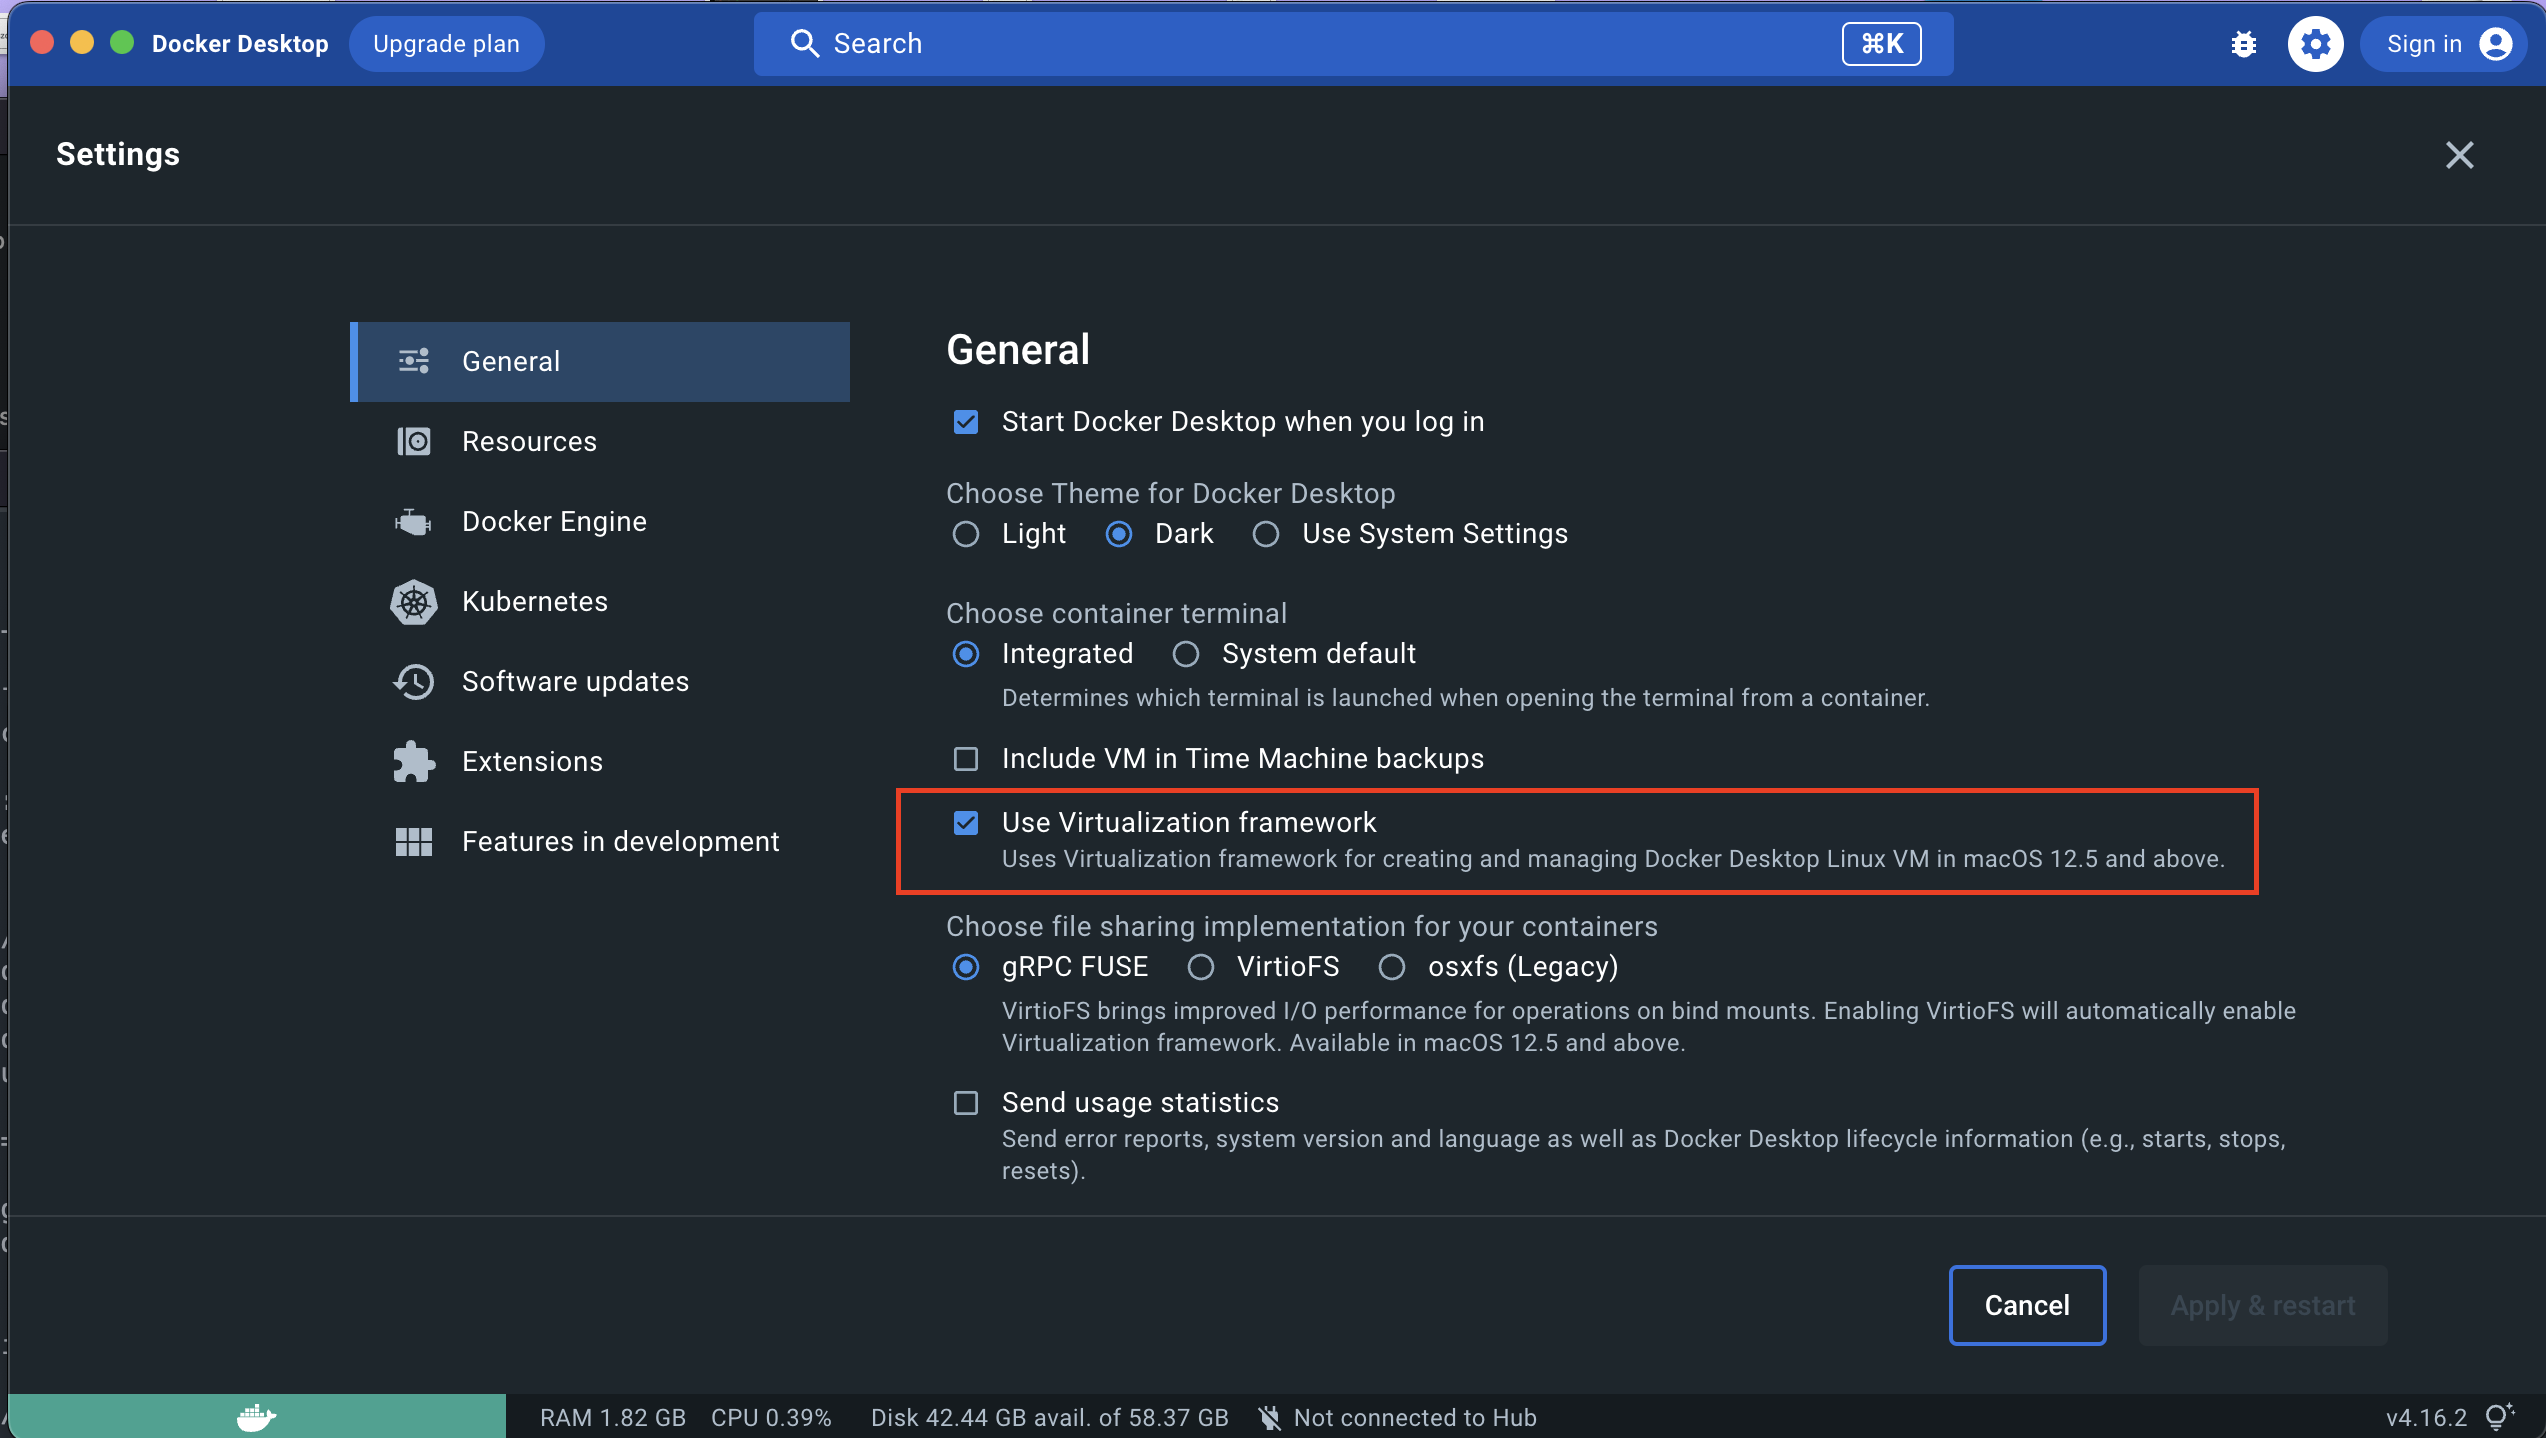 Docker Desktop
Upgrade plan
Search
⌘K
Sign in
Settings
General
Resources
Docker Engine
Kubernetes
Software updates
Extensions
Features in development
General
Start Docker Desktop when you log in
Choose Theme for Docker Desktop
Light Dark Use System Settings
Choose container terminal
Integrated System default
Determines which terminal is launched when opening the terminal from a container.
Include VM in Time Machine backups
Use Virtualization framework
Uses Virtualization framework for creating and managing Docker Desktop Linux VM in macOS 12.5 and above.
Choose file sharing implementation for your containers
gRPC FUSE VirtioFS osxfs (Legacy)
VirtioFS brings improved I/O performance for operations on bind mounts. Enabling VirtioFS will automatically enable
Virtualization framework. Available in macOS 12.5 and above.
Send usage statistics
Send error reports, system version and language as well as Docker Desktop lifecycle information (e.g., starts, stops,
resets).
Cancel
Apply & restart
RAM 1.82 GB CPU 0.39% Disk 42.44 GB avail. of 58.37 GB Not connected to Hub
v4.16.2